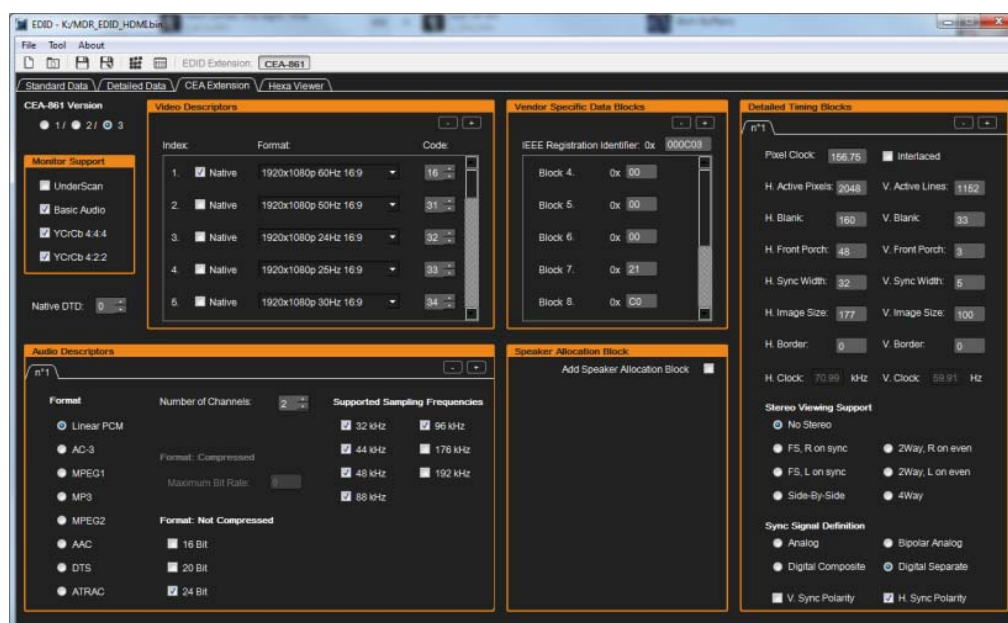 EDID - K:/MDR_EDID_HDMI.bin
File Tool About
EDID Extension: CEA-861
Standard Data Detailed Data CEA Extension Hexa Viewer
CEA-861 Version
1 / 2 / 3
Monitor Support
UnderScan
Basic Audio
YCrCb 4:4:4
YCrCb 4:2:2
Native DTD: 0
Video Descriptors
- +
Index: Format: Code:
1. Native 1920x1080p 60Hz 16:9 16
2. Native 1920x1080p 50Hz 16:9 31
3. Native 1920x1080p 24Hz 16:9 32
4. Native 1920x1080p 25Hz 16:9 33
5. Native 1920x1080p 30Hz 16:9 34
Vendor Specific Data Blocks
- +
IEEE Registration Identifier: 0x 000C03
Block 4. 0x 00
Block 5. 0x 00
Block 6. 0x 00
Block 7. 0x 21
Block 8. 0x C0
Detailed Timing Blocks
n°1 - +
Pixel Clock: 156.75 Interlaced
H. Active Pixels: 2048 V. Active Lines: 1152
H. Blank: 160 V. Blank: 33
H. Front Porch: 48 V. Front Porch: 3
H. Sync Width: 32 V. Sync Width: 5
H. Image Size: 177 V. Image Size: 100
H. Border: 0 V. Border: 0
H. Clock: 70.99 kHz V. Clock: 59.91 Hz
Stereo Viewing Support
No Stereo
FS, R on sync 2Way, R on even
FS, L on sync 2Way, L on even
Side-By-Side 4Way
Sync Signal Definition
Analog Bipolar Analog
Digital Composite Digital Separate
V. Sync Polarity H. Sync Polarity
Audio Descriptors
n°1 - +
Format
Linear PCM
AC-3
MPEG1
MP3
MPEG2
AAC
DTS
ATRAC
Number of Channels: 2
Format: Compressed
Maximum Bit Rate:
Format: Not Compressed
16 Bit
20 Bit
24 Bit
Supported Sampling Frequencies
32 kHz 96 kHz
44 kHz 176 kHz
48 kHz 192 kHz
88 kHz
Speaker Allocation Block
Add Speaker Allocation Block